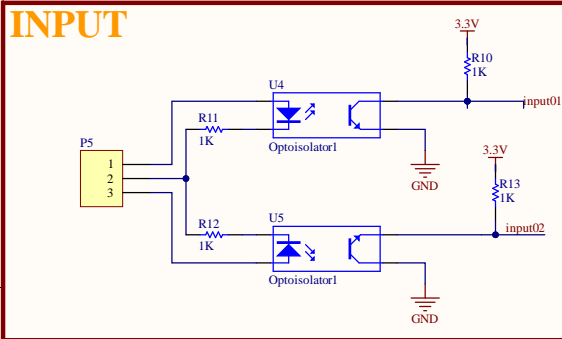 INPUT
3.3V
R10
1K
input01
U4
R11
1K
Optoisolator1
GND
P5
1
2
3
3.3V
R13
1K
input02
U5
R12
1K
Optoisolator1
GND